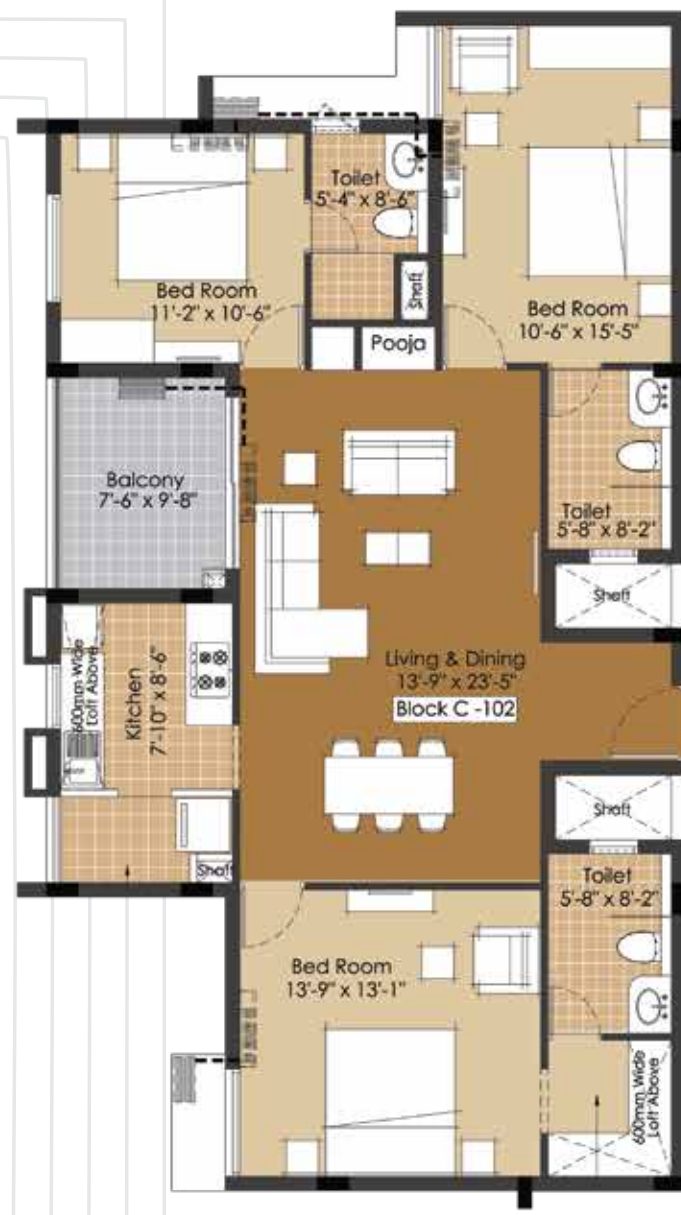 Toilet
5'-4" x 8'-6"
Bed Room
11'-2" x 10'-6"
Shaft
Bed Room
10'-6" x 15'-5"
Pooja
Balcony
7'-6" x 9'-8"
Toilet
5'-8" x 8'-2"
Shaft
600mm Wide
Loft Above
Kitchen
7'-10" x 8'-6"
Living & Dining
13'-9" x 23'-5"
Block C -102
Shaft
Shaft
Toilet
5'-8" x 8'-2"
Bed Room
13'-9" x 13'-1"
600mm Wide
Loft Above